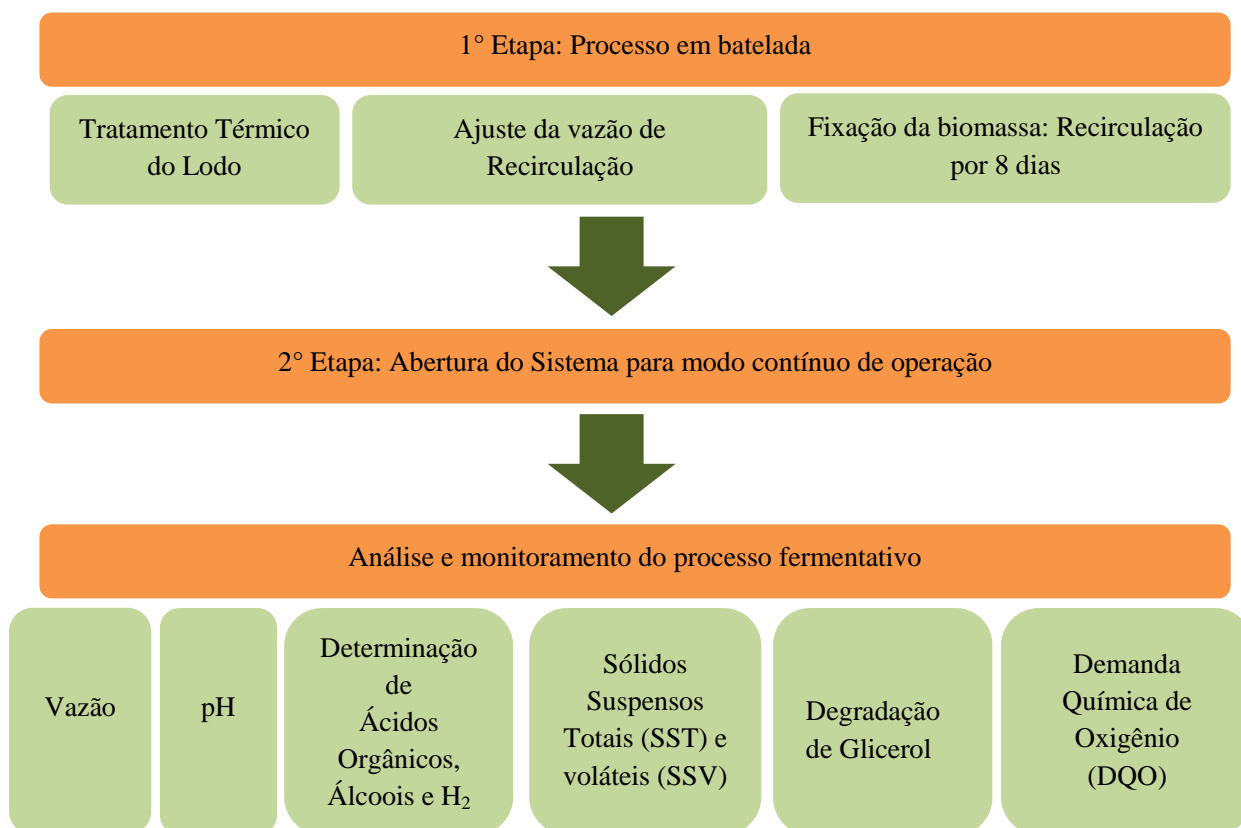 1° Etapa: Processo em batelada
Tratamento Térmico
do Lodo
Ajuste da vazão de
Recirculação
Fixação da biomassa: Recirculação
por 8 dias
2° Etapa: Abertura do Sistema para modo contínuo de operação
Análise e monitoramento do processo fermentativo
Vazão
pH
Determinação
de
Ácidos
Orgânicos,
Álcoois e H₂
Sólidos
Suspensos
Totais (SST) e
voláteis (SSV)
Degradação
de Glicerol
Demanda
Química de
Oxigênio
(DQO)